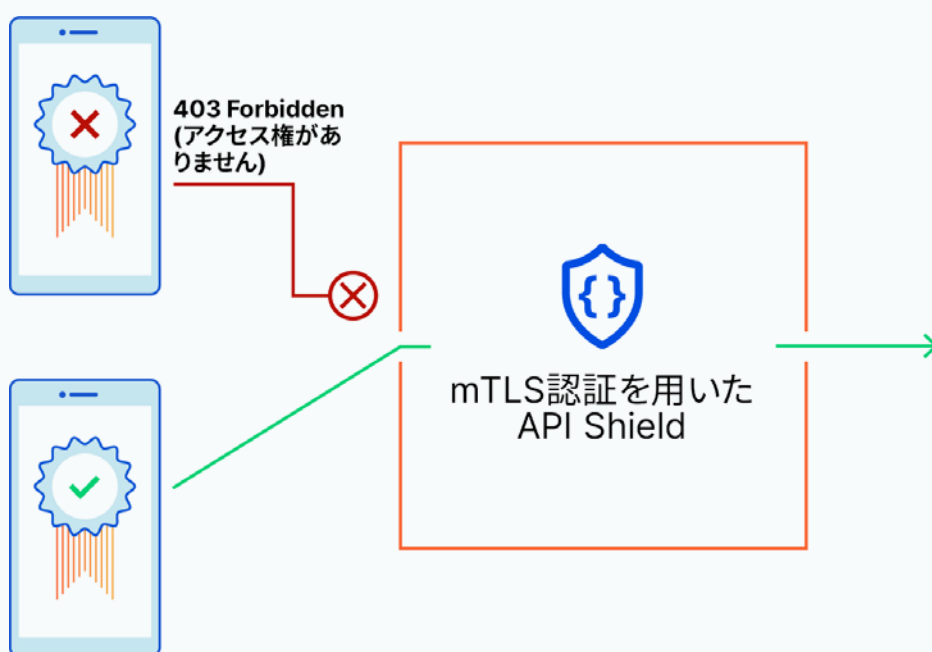 403 Forbidden
(アクセス権があ
りません)
{ }
mTLS認証を用いた
API Shield